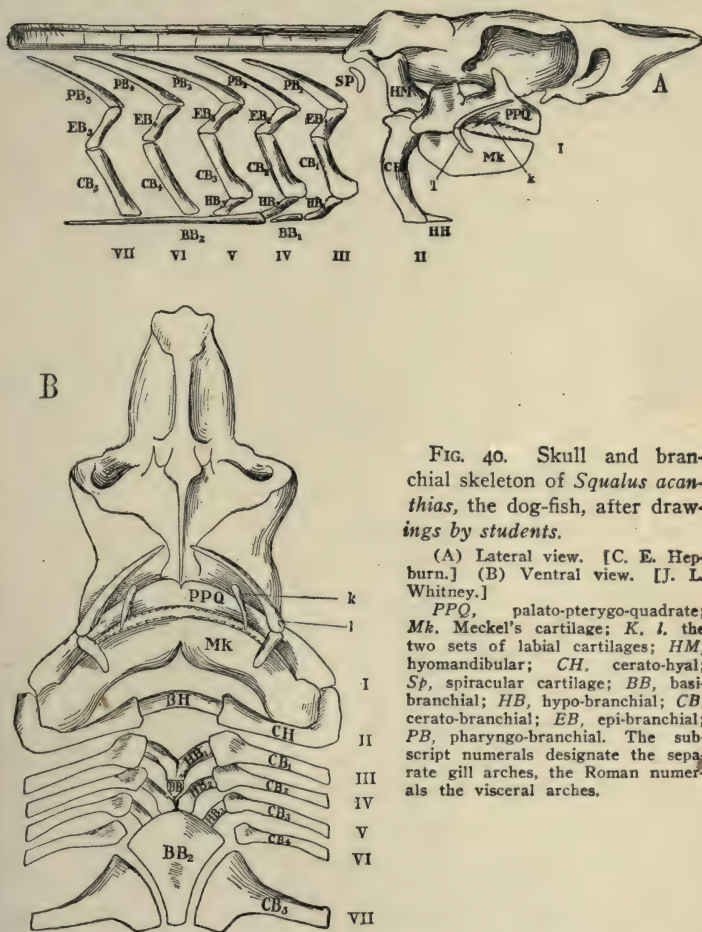 A
SP
PB₅ PB₄ PB₃ PB₂ PB₁
HM
PPQ
EB₅ EB₄ EB₃ EB₂ EB₁
I
CB₅ CB₄ CB₃ CB₂ CB₁
CH
Mk
l k
HB₃ HB₂ HB₁
BB₂ BB₁
HH
VII VI V IV III II
B
PPQ
k
l
Mk
I
BH
CH
II
HB₁ CB₁
III
BB HB₂ CB₂
IV
HB₃ CB₃
V
CB₄
VI
BB₂
CB₅
VII
FIG. 40. Skull and bran-
chial skeleton of Squalus acan-
thias, the dog-fish, after draw-
ings by students.
(A) Lateral view. [C. E. Hep-
burn.] (B) Ventral view. [J. L.
Whitney.]
PPQ, palato-pterygo-quadrate;
Mk. Meckel's cartilage; K, l. the
two sets of labial cartilages; HM,
hyomandibular; CH, cerato-hyal;
Sp, spiracular cartilage; BB, basi-
branchial; HB, hypo-branchial; CB
cerato-branchial; EB, epi-branchial;
PB, pharyngo-branchial. The sub-
script numerals designate the sepa-
rate gill arches, the Roman numer-
als the visceral arches.